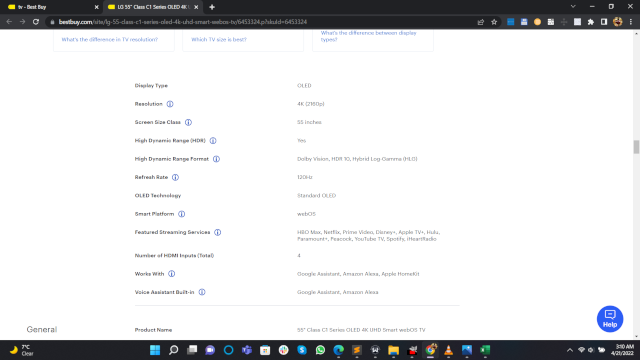 tv - Best Buy
LG 55" Class C1 Series OLED 4K U
bestbuy.com/site/lg-55-class-c1-series-oled-4k-uhd-smart-webos-tv/6453324.p?skuId=6453324
What's the difference in TV resolution?
Which TV size is best?
What's the difference between display types?
Display Type
OLED
Resolution
4K (2160p)
Screen Size Class
55 inches
High Dynamic Range (HDR)
Yes
High Dynamic Range Format
Dolby Vision, HDR 10, Hybrid Log-Gamma (HLG)
Refresh Rate
120Hz
OLED Technology
Standard OLED
Smart Platform
webOS
Featured Streaming Services
HBO Max, Netflix, Prime Video, Disney+, Apple TV+, Hulu,
Paramount+, Peacock, YouTube TV, Spotify, iHeartRadio
Number of HDMI Inputs (Total)
4
Works With
Google Assistant, Amazon Alexa, Apple HomeKit
Voice Assistant Built-in
Google Assistant, Amazon Alexa
General
Product Name
55" Class C1 Series OLED 4K UHD Smart webOS TV
Help
7°C
Clear
3:10 AM
4/21/2022